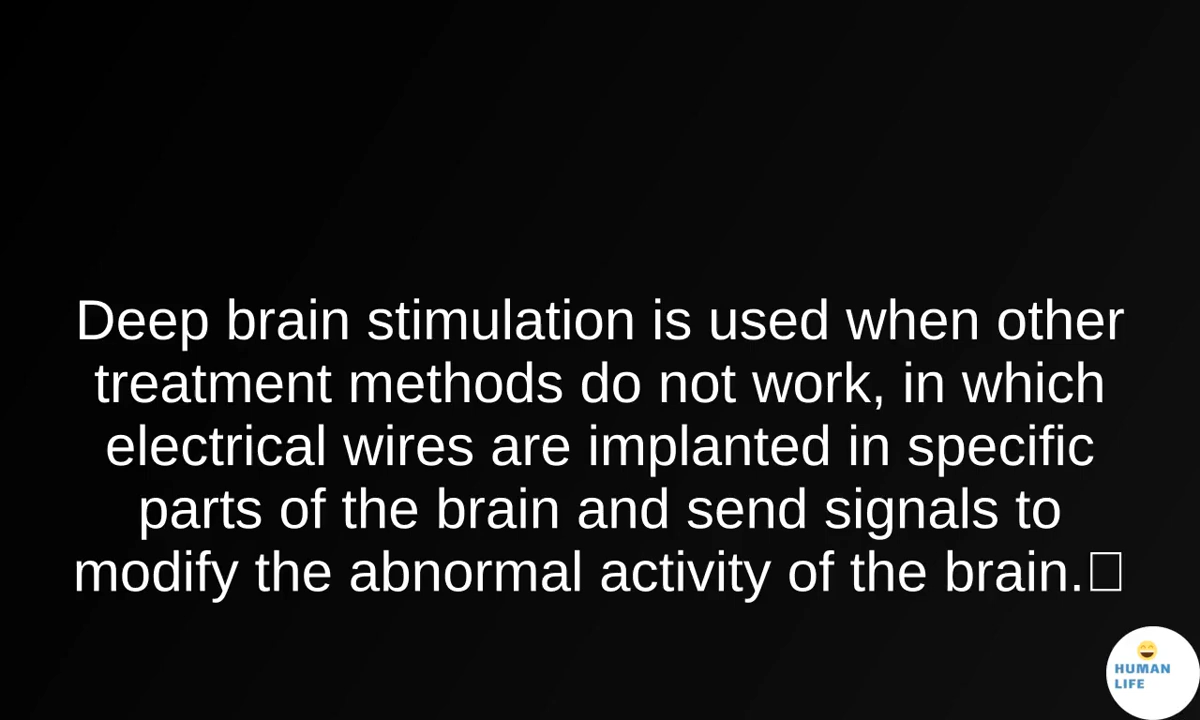 Deep brain stimulation is used when other
treatment methods do not work, in which
electrical wires are implanted in specific
parts of the brain and send signals to
modify the abnormal activity of the brain.
HUMAN
LIFE